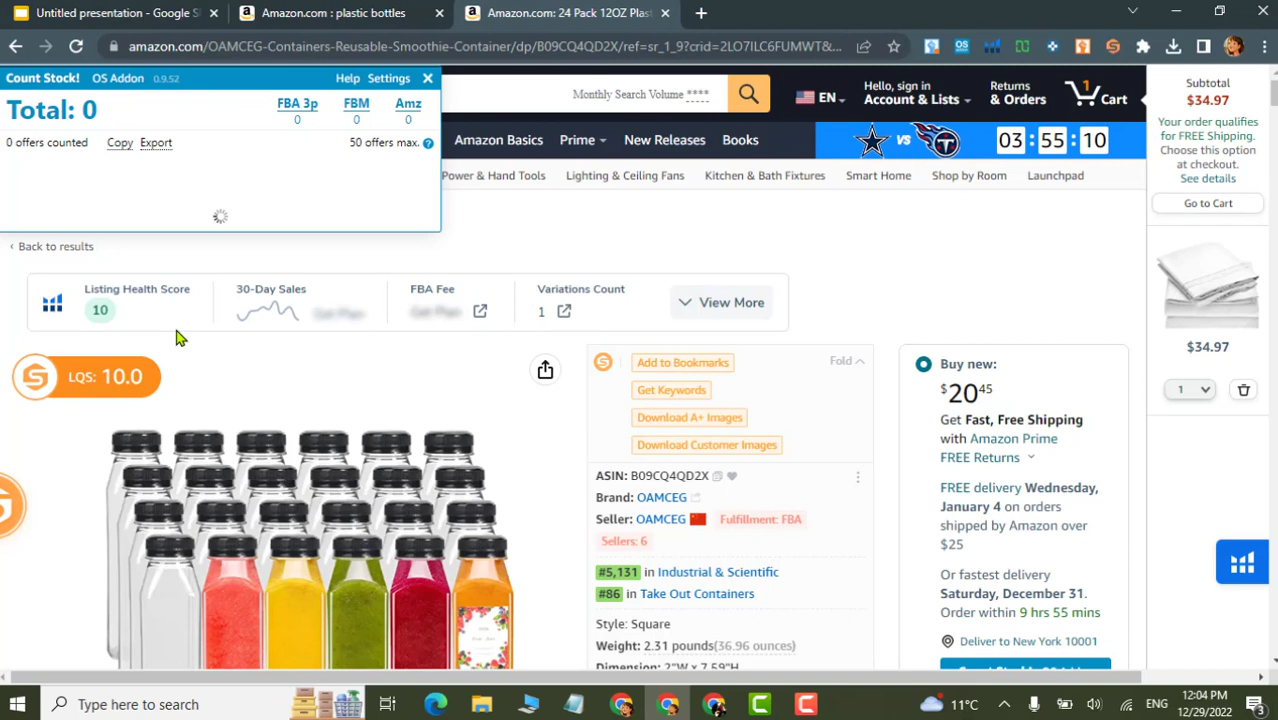 Untitled presentation - Google Sl
Amazon.com : plastic bottles
Amazon.com: 24 Pack 12OZ Plast
amazon.com/OAMCEG-Containers-Reusable-Smoothie-Container/dp/B09CQ4QD2X/ref=sr_1_9?crid=2LO7ILC6FUMWT&...
Count Stock! OS Addon 0.9.52 Help Settings
Total: 0
FBA 3p FBM Amz
0 0 0
0 offers counted Copy Export 50 offers max. ?
Monthly Search Volume ****
EN
Hello, sign in
Account & Lists
Returns
& Orders
1
Cart
Amazon Basics Prime New Releases Books
VS
03 : 55 : 10
Power & Hand Tools Lighting & Ceiling Fans Kitchen & Bath Fixtures Smart Home Shop by Room Launchpad
Subtotal
$34.97
Your order qualifies
for FREE Shipping.
Choose this option
at checkout.
See details
Go to Cart
$34.97
1
‹ Back to results
Listing Health Score
10
30-Day Sales
Get Plan
FBA Fee
Get Plan
Variations Count
1
View More
LQS: 10.0
Add to Bookmarks
Fold
Get Keywords
Download A+ Images
Download Customer Images
ASIN: B09CQ4QD2X
Brand: OAMCEG
Seller: OAMCEG Fulfillment: FBA
Sellers: 6
#5,131 in Industrial & Scientific
#86 in Take Out Containers
Style: Square
Weight: 2.31 pounds(36.96 ounces)
Dimension: 2"W x 7.59"H
Buy new:
$20 45
Get Fast, Free Shipping
with Amazon Prime
FREE Returns
FREE delivery Wednesday,
January 4 on orders
shipped by Amazon over
$25
Or fastest delivery
Saturday, December 31.
Order within 9 hrs 55 mins
Deliver to New York 10001
Type here to search
11°C
ENG
12:04 PM
12/29/2022
3